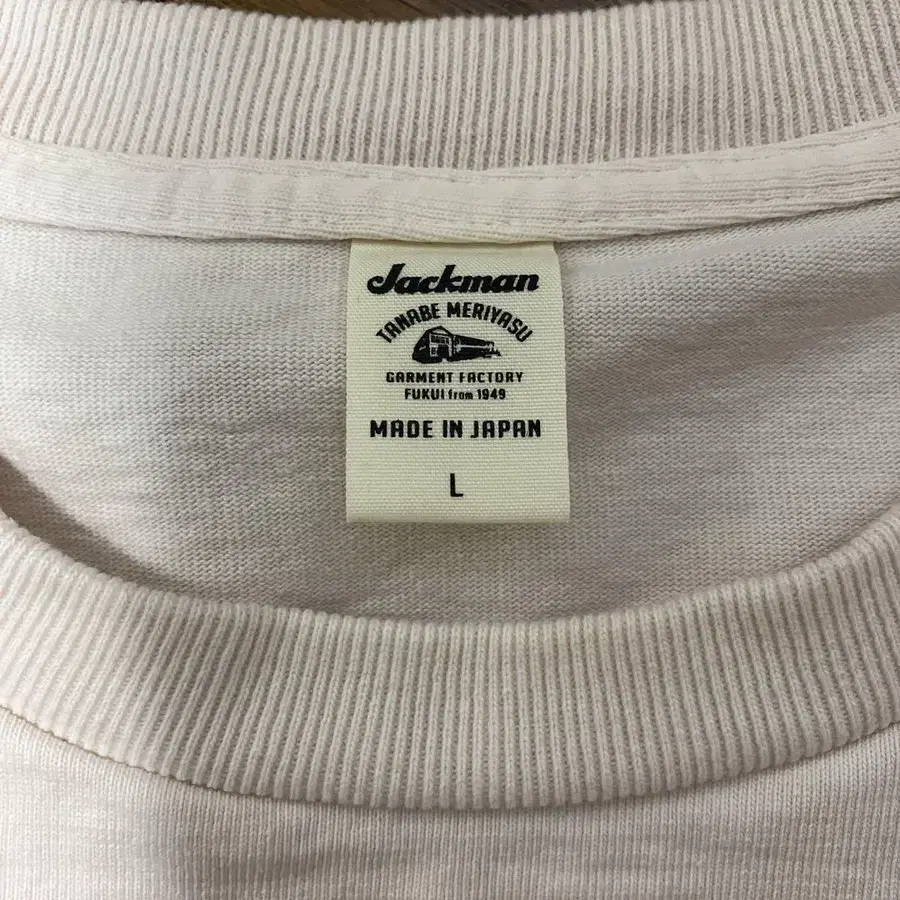 Jackman
TANABE MERIYASU
GARMENT FACTORY
FUKUI from 1949
MADE IN JAPAN
L